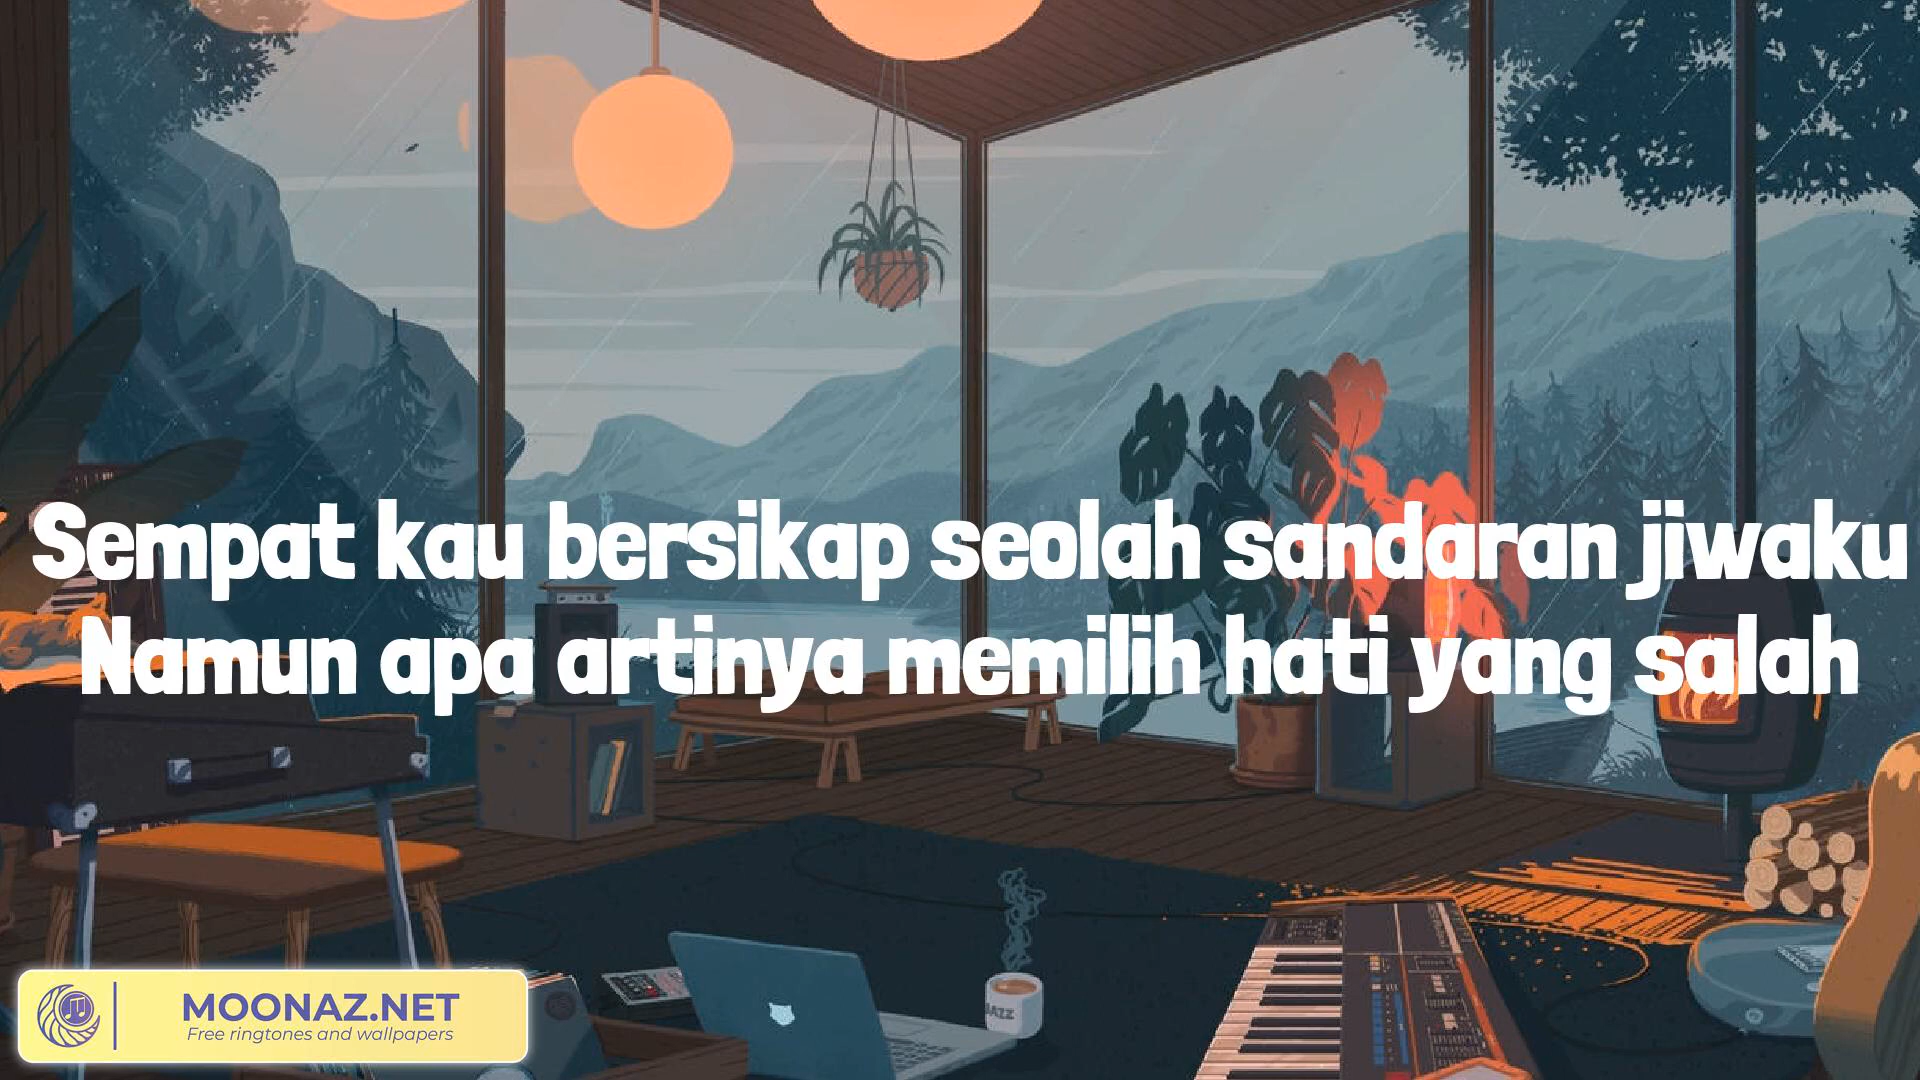 Sempat kau bersikap seolah sandaran jiwaku
Namun apa artinya memilih hati yang salah
MOONAZ.NET
Free ringtones and wallpapers